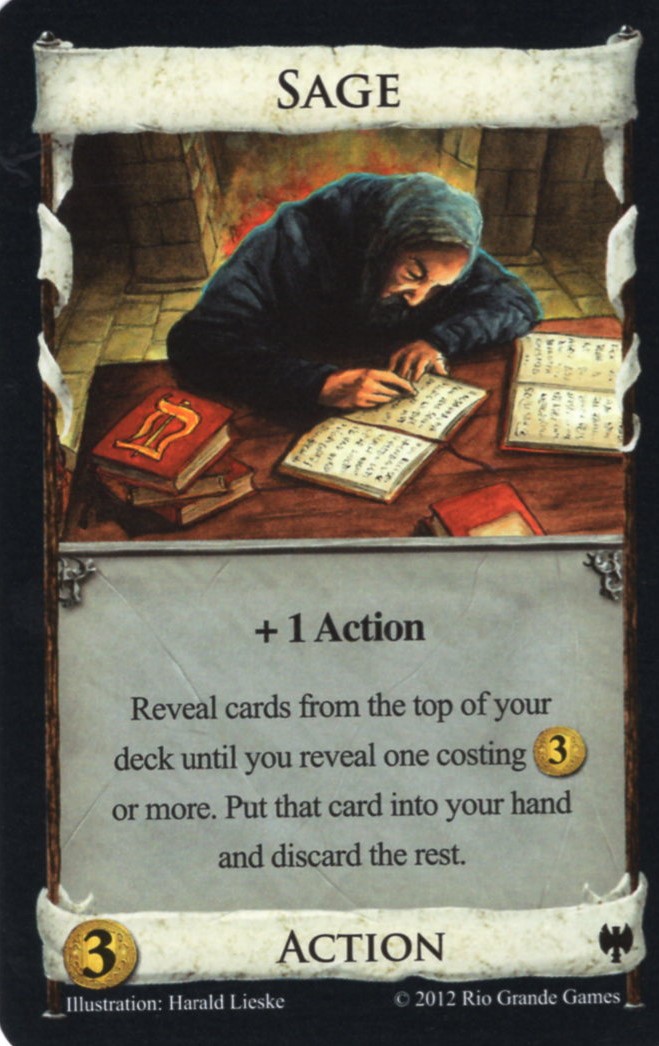 SAGE
+ 1 Action
Reveal cards from the top of your
deck until you reveal one costing 3
or more. Put that card into your hand
and discard the rest.
3 ACTION
Illustration: Harald Lieske © 2012 Rio Grande Games